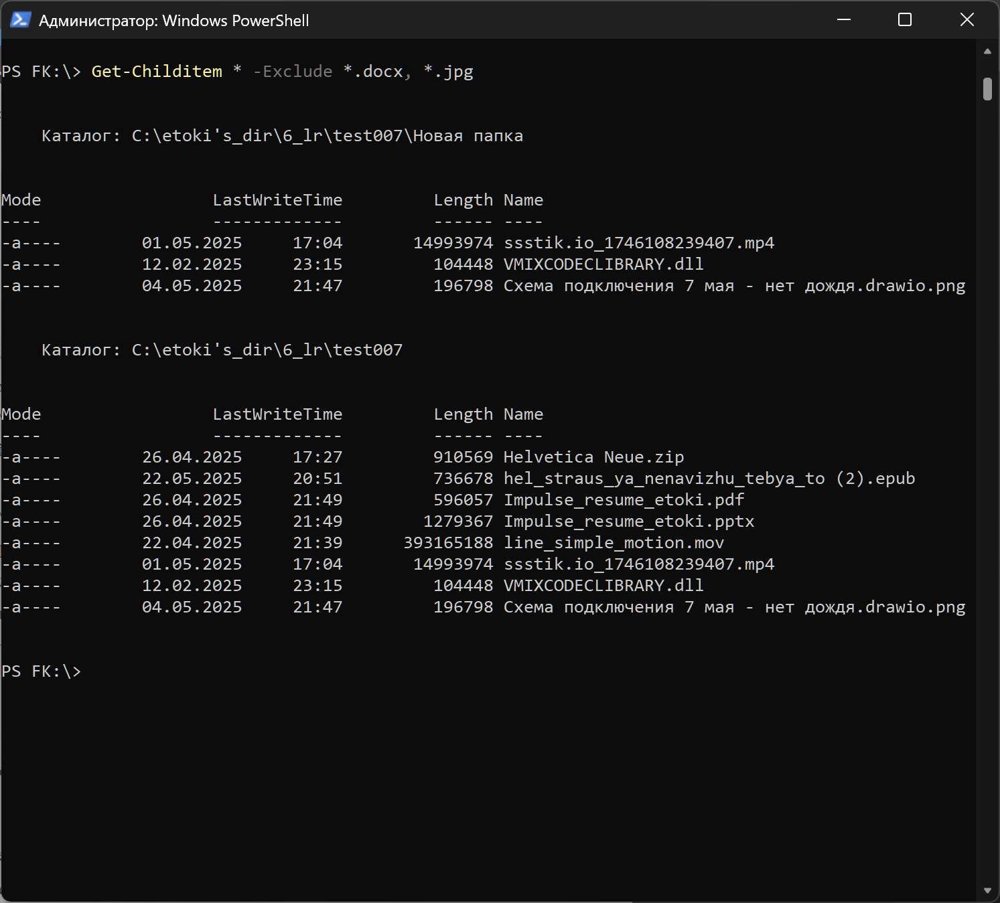 Администратор: Windows PowerShell
PS FK:\> Get-Childitem * -Exclude *.docx, *.jpg
Каталог: C:\etoki's_dir\6_lr\test007\Новая папка
Mode                 LastWriteTime         Length Name
----                 -------------         ------ ----
-a----        01.05.2025     17:04       14993974 ssstik.io_1746108239407.mp4
-a----        12.02.2025     23:15         104448 VMIXCODECLIBRARY.dll
-a----        04.05.2025     21:47         196798 Схема подключения 7 мая - нет дождя.drawio.png
Каталог: C:\etoki's_dir\6_lr\test007
Mode                 LastWriteTime         Length Name
----                 -------------         ------ ----
-a----        26.04.2025     17:27         910569 Helvetica Neue.zip
-a----        22.05.2025     20:51         736678 hel_straus_ya_nenavizhu_tebya_to (2).epub
-a----        26.04.2025     21:49         596057 Impulse_resume_etoki.pdf
-a----        26.04.2025     21:49        1279367 Impulse_resume_etoki.pptx
-a----        22.04.2025     21:39      393165188 line_simple_motion.mov
-a----        01.05.2025     17:04       14993974 ssstik.io_1746108239407.mp4
-a----        12.02.2025     23:15         104448 VMIXCODECLIBRARY.dll
-a----        04.05.2025     21:47         196798 Схема подключения 7 мая - нет дождя.drawio.png
PS FK:\>